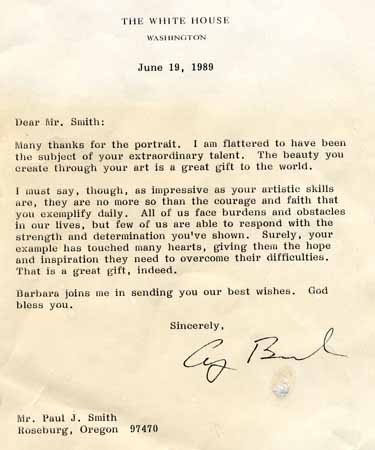 THE WHITE HOUSE
WASHINGTON
June 19, 1989
Dear Mr. Smith:
Many thanks for the portrait. I am flattered to have been
the subject of your extraordinary talent. The beauty you
create through your art is a great gift to the world.
I must say, though, as impressive as your artistic skills
are, they are no more so than the courage and faith that
you exemplify daily. All of us face burdens and obstacles
in our lives, but few of us are able to respond with the
strength and determination you've shown. Surely, your
example has touched many hearts, giving them the hope
and inspiration they need to overcome their difficulties.
That is a great gift, indeed.
Barbara joins me in sending you our best wishes. God
bless you.
Sincerely,
Mr. Paul J. Smith
Roseburg, Oregon 97470